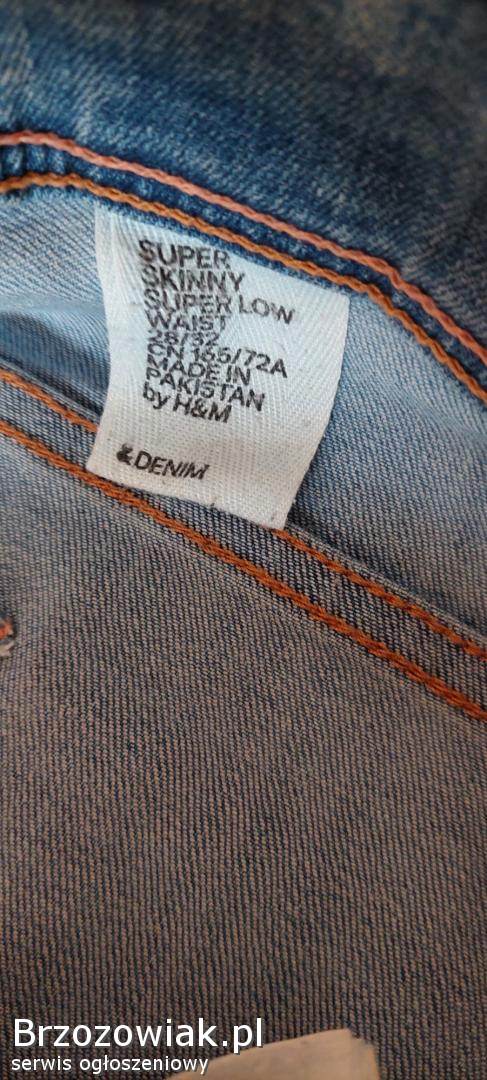 SUPER
SKINNY
SUPER LOW
WAIST
28/32
CN 165/72A
MADE IN
PAKISTAN
by H&M
&DENIM
Brzozowiak.pl
serwis ogłoszeniowy